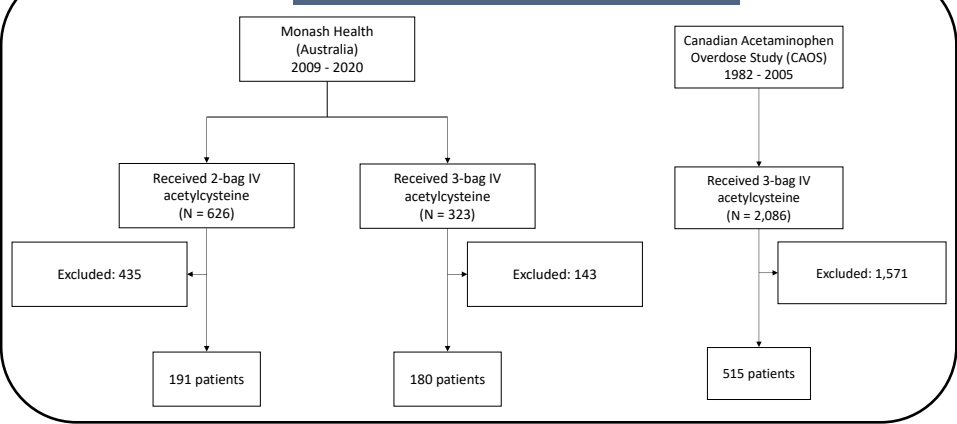 Monash Health
(Australia)
2009 - 2020
Canadian Acetaminophen
Overdose Study (CAOS)
1982 - 2005
Received 2-bag IV
acetylcysteine
(N = 626)
Received 3-bag IV
acetylcysteine
(N = 323)
Received 3-bag IV
acetylcysteine
(N = 2,086)
Excluded: 435
Excluded: 143
Excluded: 1,571
191 patients
180 patients
515 patients